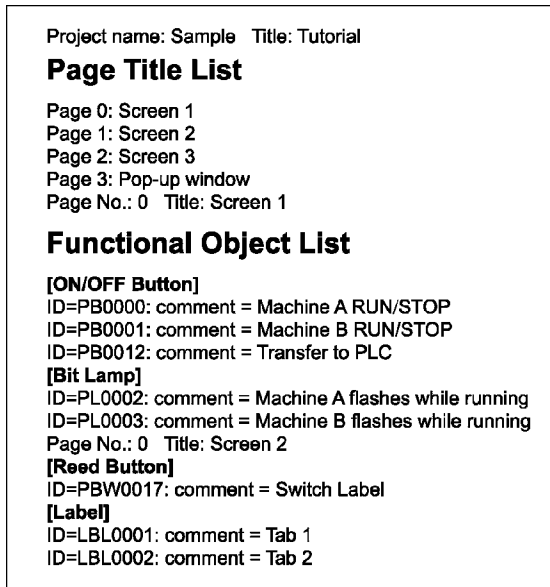 Project name: Sample Title: Tutorial
Page Title List
Page 0: Screen 1
Page 1: Screen 2
Page 2: Screen 3
Page 3: Pop-up window
Page No.: 0 Title: Screen 1
Functional Object List
[ON/OFF Button]
ID=PB0000: comment = Machine A RUN/STOP
ID=PB0001: comment = Machine B RUN/STOP
ID=PB0012: comment = Transfer to PLC
[Bit Lamp]
ID=PL0002: comment = Machine A flashes while running
ID=PL0003: comment = Machine B flashes while running
Page No.: 0 Title: Screen 2
[Reed Button]
ID=PBW0017: comment = Switch Label
[Label]
ID=LBL0001: comment = Tab 1
ID=LBL0002: comment = Tab 2